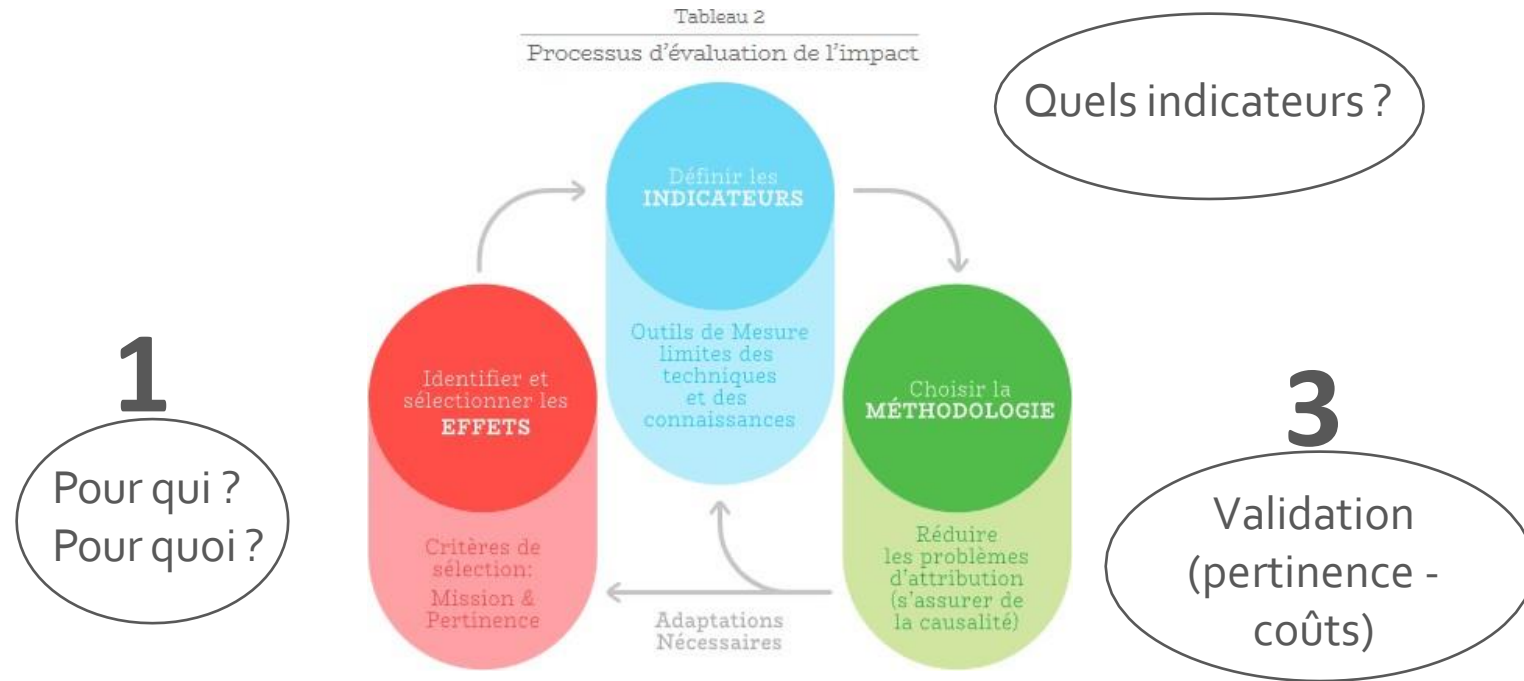 Tableau 2
Processus d'évaluation de l'impact
Quels indicateurs ?
Définir les
INDICATEURS
Outils de Mesure
limites des
techniques
et des
connaissances
1
Pour qui ?
Pour quoi ?
Identifier et
sélectionner les
EFFETS
Critères de
sélection:
Mission &
Pertinence
Choisir la
MÉTHODOLOGIE
Réduire
les problèmes
d'attribution
(s'assurer de
la causalité)
Adaptations
Nécessaires
3
Validation
(pertinence -
coûts)